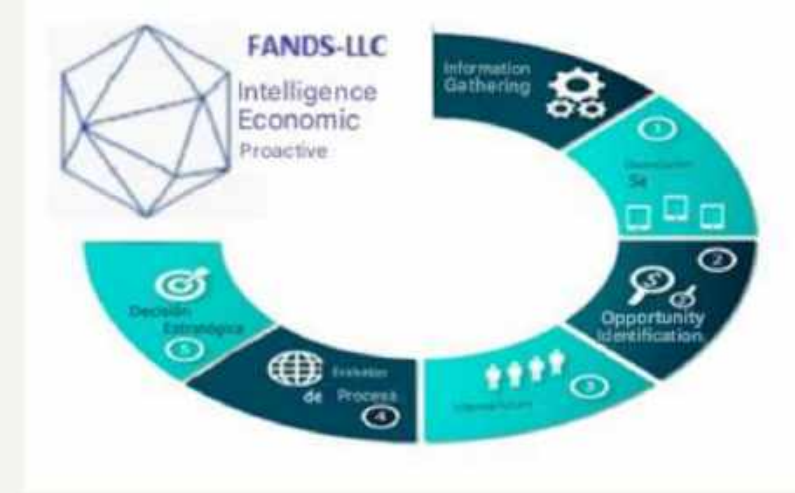 FANDS-LLC
Intelligence
Economic
Proactive
Information
Gathering
1
Se
2
Opportunity
Identification
3
4
de Process
Decisión
Estratégica
5